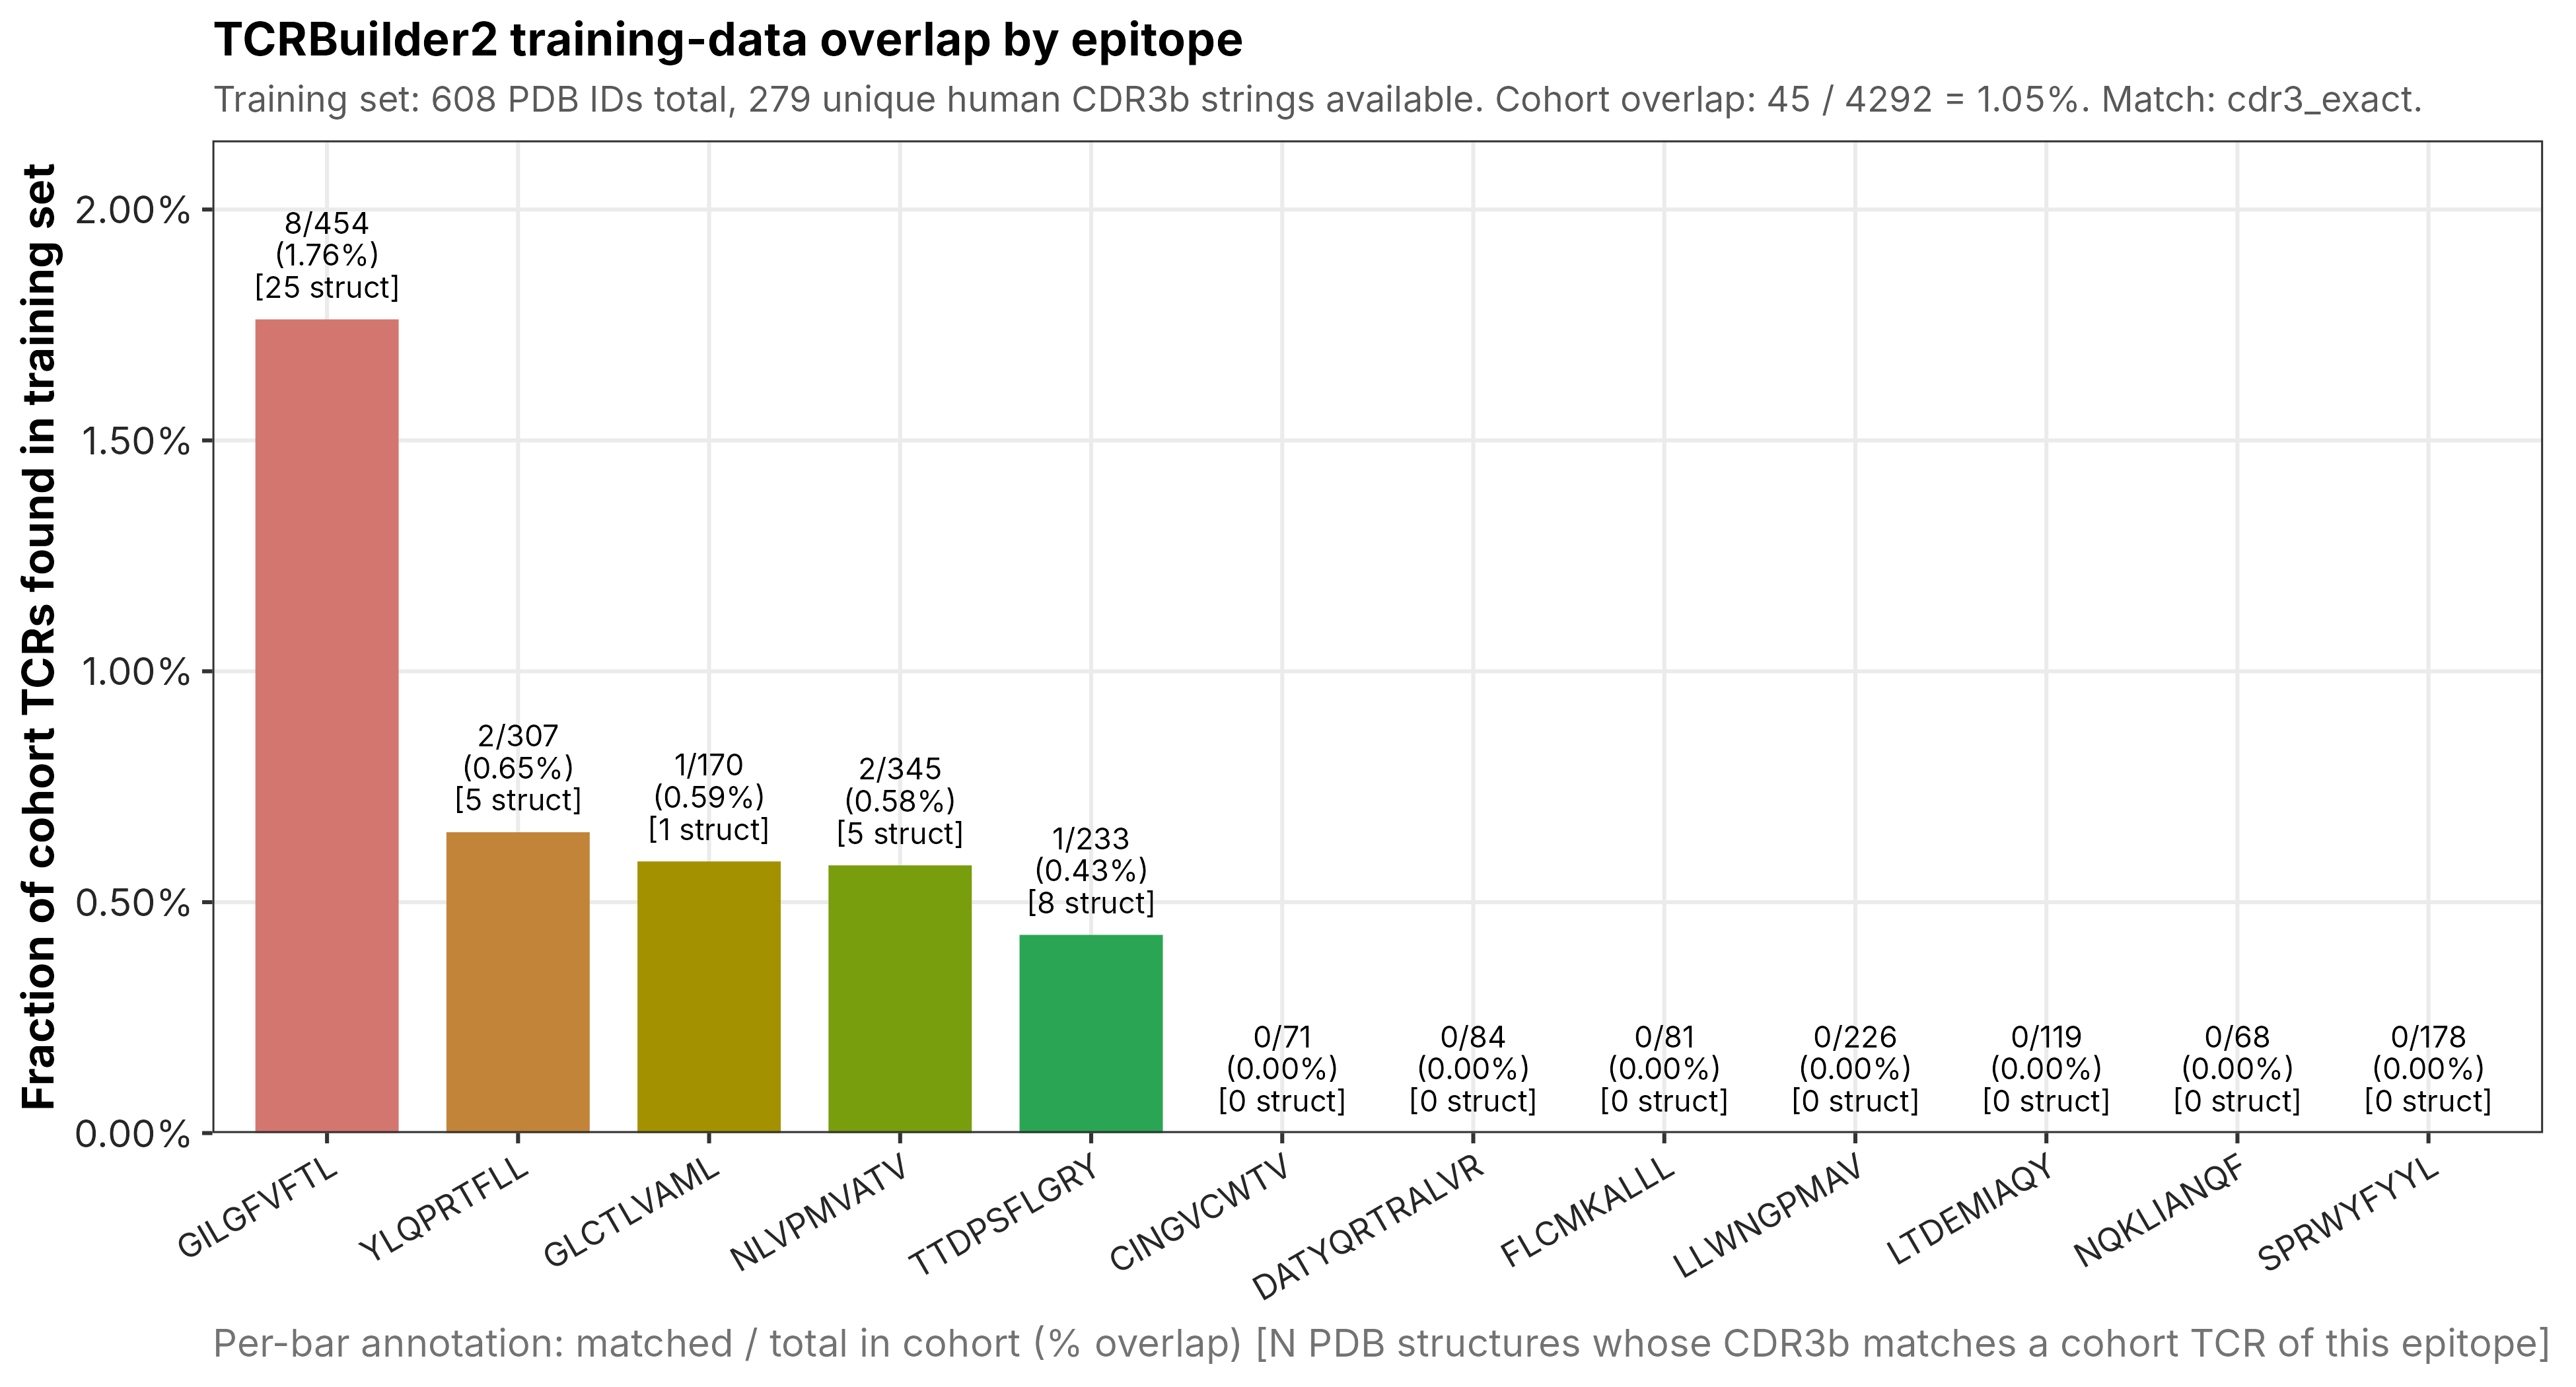 TCRBuilder2 training-data overlap by epitope
Training set: 608 PDB IDs total, 279 unique human CDR3b strings available. Cohort overlap: 45 / 4292 = 1.05%. Match: cdr3_exact.
Fraction of cohort TCRs found in training set
2.00%
1.50%
1.00%
0.50%
0.00%
8/454
(1.76%)
[25 struct]
2/307
(0.65%)
[5 struct]
1/170
(0.59%)
[1 struct]
2/345
(0.58%)
[5 struct]
1/233
(0.43%)
[8 struct]
0/71
(0.00%)
[0 struct]
0/84
(0.00%)
[0 struct]
0/81
(0.00%)
[0 struct]
0/226
(0.00%)
[0 struct]
0/119
(0.00%)
[0 struct]
0/68
(0.00%)
[0 struct]
0/178
(0.00%)
[0 struct]
GILGFVFTL
YLQPRTFLL
GLCTLVAML
NLVPMVATV
TTDPSFLGRY
CINGVCWTV
DATYQRTRALVR
FLCMKALLL
LLWNGPMAV
LTDEMIAQY
NQKLIANQF
SPRWYFYYL
Per-bar annotation: matched / total in cohort (% overlap) [N PDB structures whose CDR3b matches a cohort TCR of this epitope]